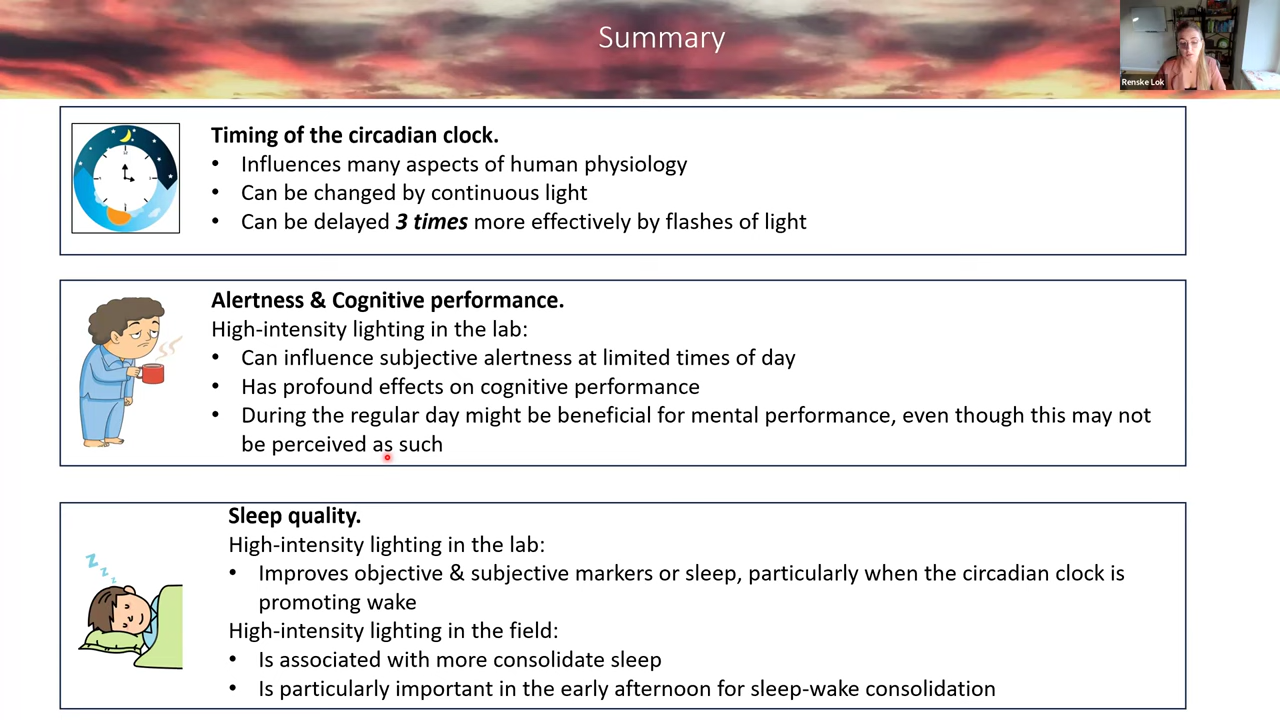 Summary
Renske Lok
Timing of the circadian clock.
• Influences many aspects of human physiology
• Can be changed by continuous light
• Can be delayed 3 times more effectively by flashes of light
Alertness & Cognitive performance.
High-intensity lighting in the lab:
• Can influence subjective alertness at limited times of day
• Has profound effects on cognitive performance
• During the regular day might be beneficial for mental performance, even though this may not
be perceived as such
z z z
Sleep quality.
High-intensity lighting in the lab:
• Improves objective & subjective markers or sleep, particularly when the circadian clock is
promoting wake
High-intensity lighting in the field:
• Is associated with more consolidate sleep
• Is particularly important in the early afternoon for sleep-wake consolidation